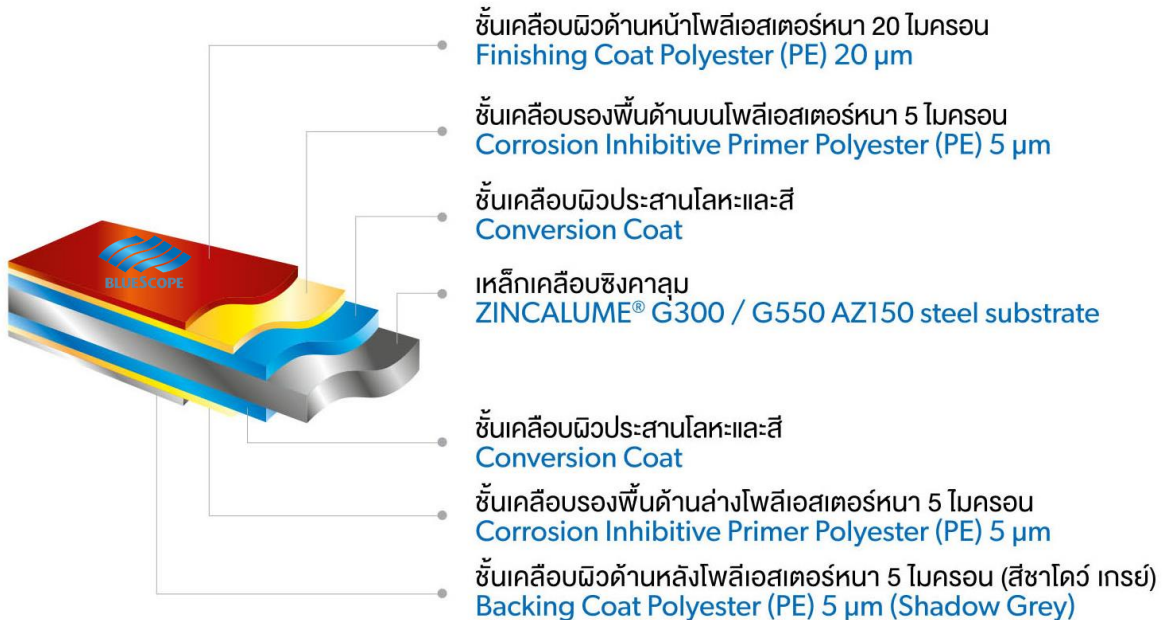 ชั้นเคลือบผิวด้านหน้าโพลีเอสเตอร์หนา 20 ไมครอน
Finishing Coat Polyester (PE) 20 µm
ชั้นเคลือบรองพื้นด้านบนโพลีเอสเตอร์หนา 5 ไมครอน
Corrosion Inhibitive Primer Polyester (PE) 5 µm
ชั้นเคลือบผิวประสานโลหะและสี
Conversion Coat
BLUESCOPE
เหล็กเคลือบซิงคาลุม
ZINCALUME® G300 / G550 AZ150 steel substrate
ชั้นเคลือบผิวประสานโลหะและสี
Conversion Coat
ชั้นเคลือบรองพื้นด้านล่างโพลีเอสเตอร์หนา 5 ไมครอน
Corrosion Inhibitive Primer Polyester (PE) 5 µm
ชั้นเคลือบผิวด้านหลังโพลีเอสเตอร์หนา 5 ไมครอน (สีชาโดว์ เกรย์)
Backing Coat Polyester (PE) 5 µm (Shadow Grey)